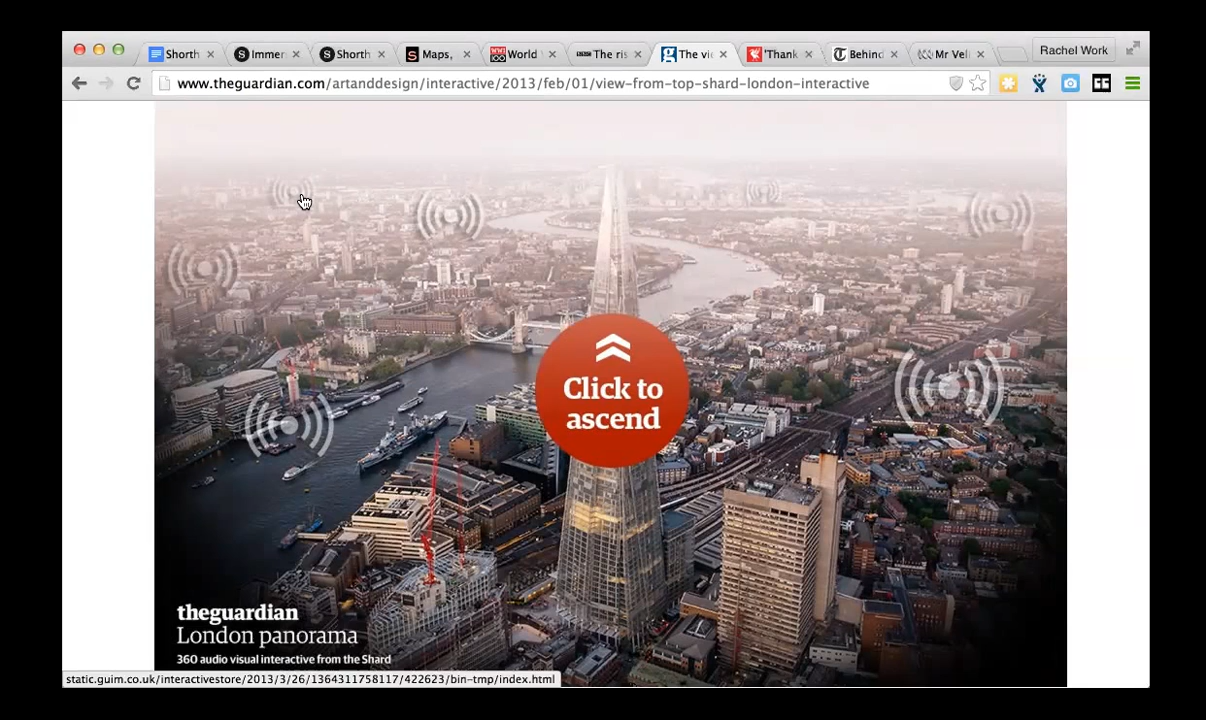 Shorth
Immer
Shorth
Maps,
World
The ris
The vie
'Thank
Behind
Mr Vell
Rachel Work
www.theguardian.com/artanddesign/interactive/2013/feb/01/view-from-top-shard-london-interactive
Click to
ascend
theguardian
London panorama
360 audio visual interactive from the Shard
static.guim.co.uk/interactivestore/2013/3/26/1364311758117/422623/bin-tmp/index.html